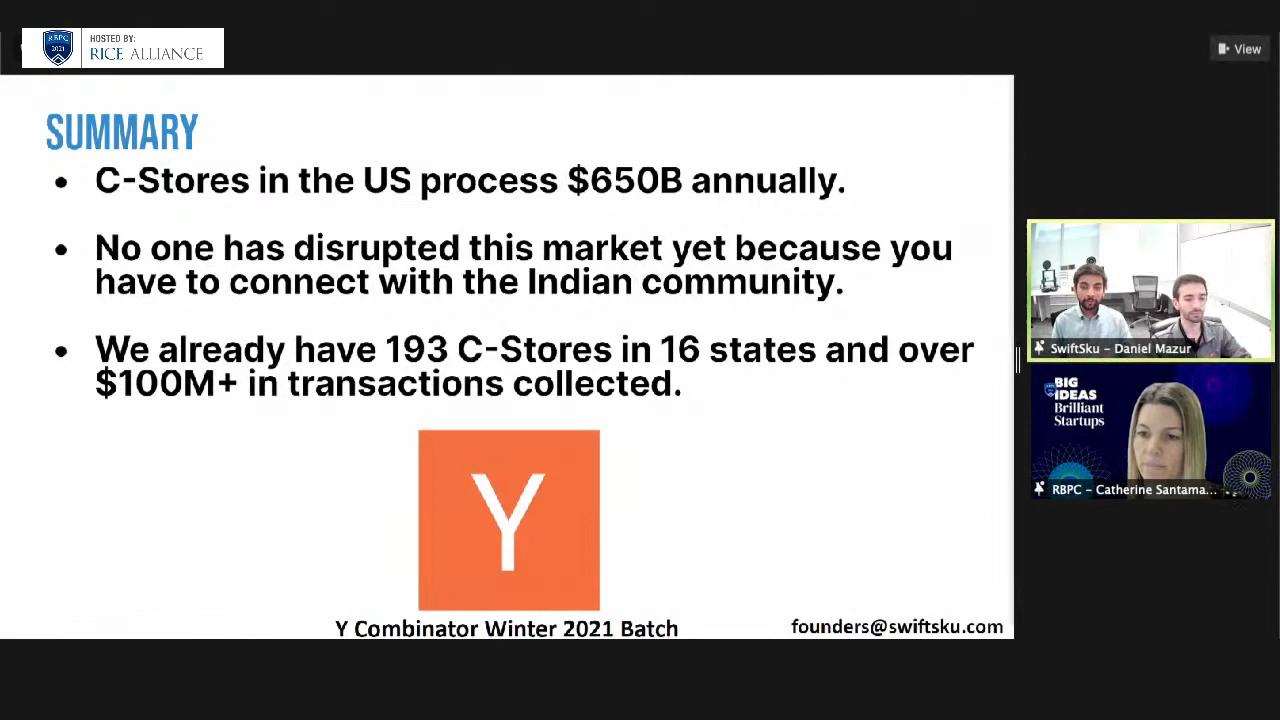 RBPC
2021
HOSTED BY:
RICE ALLIANCE
View
SUMMARY
• C-Stores in the US process $650B annually.
• No one has disrupted this market yet because you
have to connect with the Indian community.
• We already have 193 C-Stores in 16 states and over
$100M+ in transactions collected.
Y
Y Combinator Winter 2021 Batch
founders@swiftsku.com
SwiftSku - Daniel Mazur
BIG
IDEAS
Brilliant
Startups
RBPC - Catherine Santama...